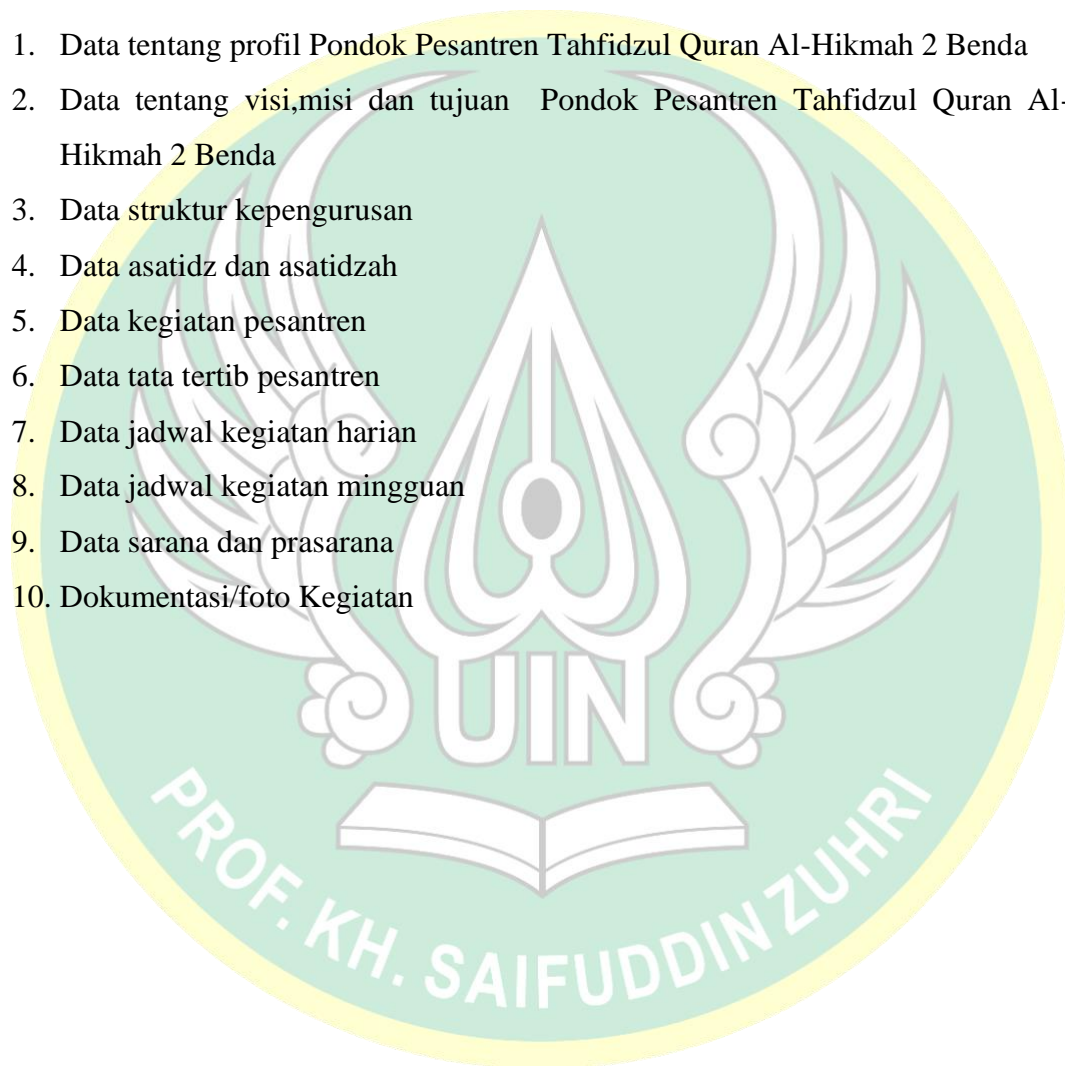 1. Data tentang profil Pondok Pesantren Tahfidzul Quran Al-Hikmah 2 Benda
2. Data tentang visi,misi dan tujuan Pondok Pesantren Tahfidzul Quran Al-
Hikmah 2 Benda
3. Data struktur kepengurusan
4. Data asatidz dan asatidzah
5. Data kegiatan pesantren
6. Data tata tertib pesantren
7. Data jadwal kegiatan harian
8. Data jadwal kegiatan mingguan
9. Data sarana dan prasarana
10. Dokumentasi/foto Kegiatan
UIN
PROF. KH. SAIFUDDIN ZUHRI